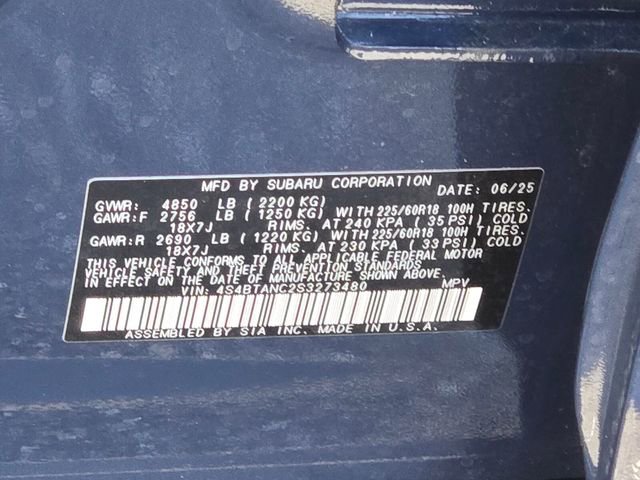 MFD BY SUBARU CORPORATION DATE: 06/25
GVWR: 4850 LB (2200 KG)
GAWR:F 2756 LB (1250 KG) WITH 225/60R18 100H TIRES.
18X7J RIMS. AT 240 KPA (35 PSI) COLD
GAWR:R 2690 LB (1220 KG) WITH 225/60R18 100H TIRES.
18X7J RIMS. AT 230 KPA (33 PSI) COLD
THIS VEHICLE CONFORMS TO ALL APPLICABLE FEDERAL MOTOR
VEHICLE SAFETY AND THEFT PREVENTION STANDARDS
IN EFFECT ON THE DATE OF MANUFACTURE SHOWN ABOVE.
VIN: 4S4BTANC2S3273480 MPV
ASSEMBLED BY SIA INC. MADE IN U.S.A.